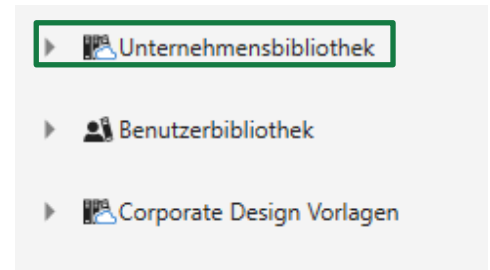 Unternehmensbibliothek
Benutzerbibliothek
Corporate Design Vorlagen